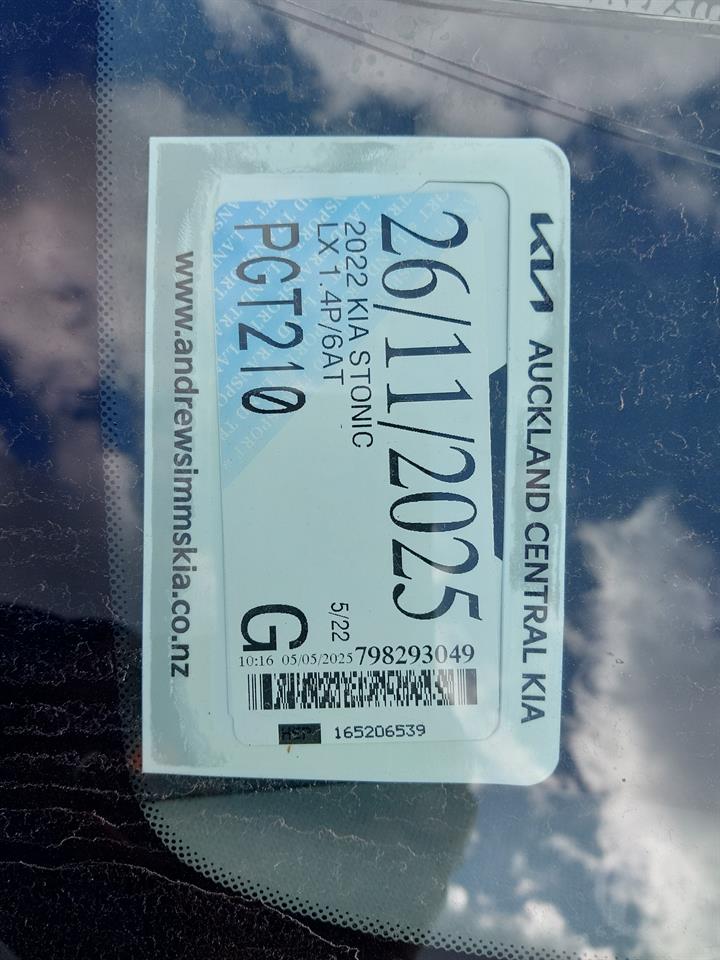 KIA AUCKLAND CENTRAL KIA
26/11/2025
2022 KIA STONIC
LX 1.4P/6AT
PGT210
5/22
G
10:16 05/05/2025 798293049
165206539
www.andrewsimmskia.co.nz